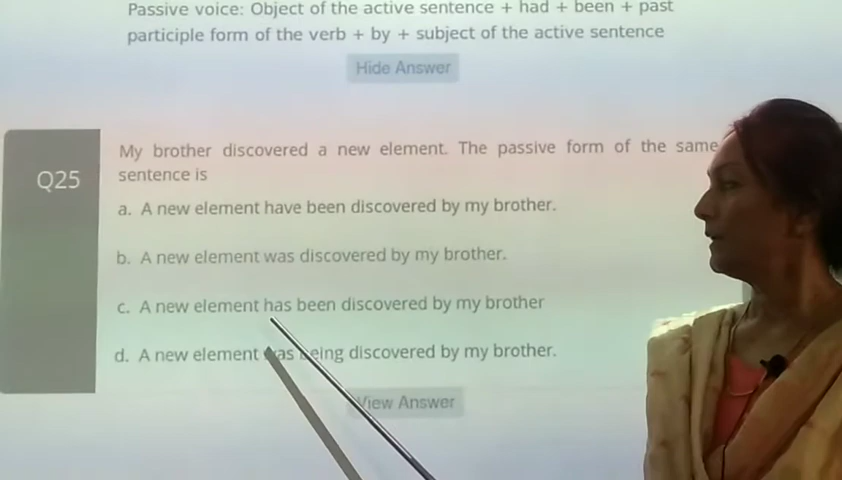 Passive voice: Object of the active sentence + had + been + past
participle form of the verb + by + subject of the active sentence
Hide Answer
Q25
My brother discovered a new element. The passive form of the same
sentence is
a. A new element have been discovered by my brother.
b. A new element was discovered by my brother.
c. A new element has been discovered by my brother
d. A new element was being discovered by my brother.
View Answer